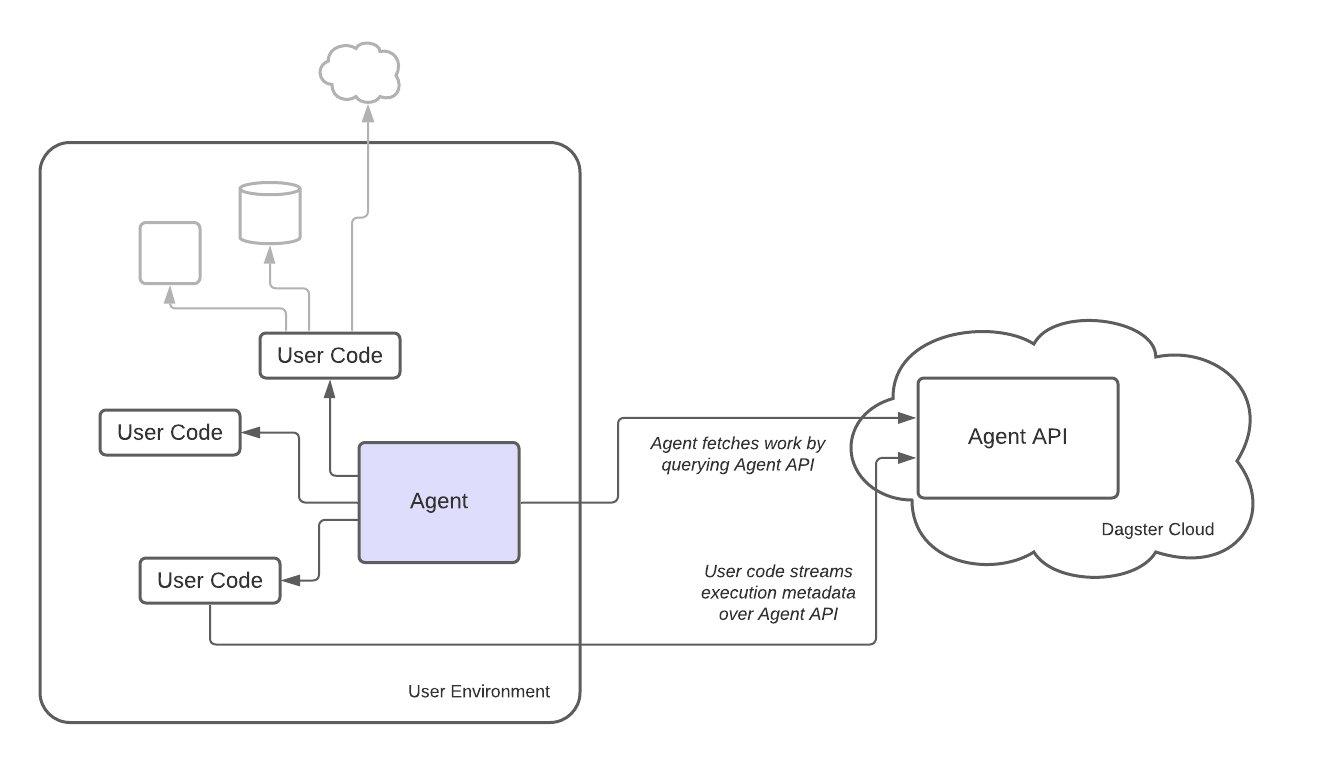 User Code
User Code
Agent
User Code
User Environment
Agent fetches work by
querying Agent API
User code streams
execution metadata
over Agent API
Agent API
Dagster Cloud